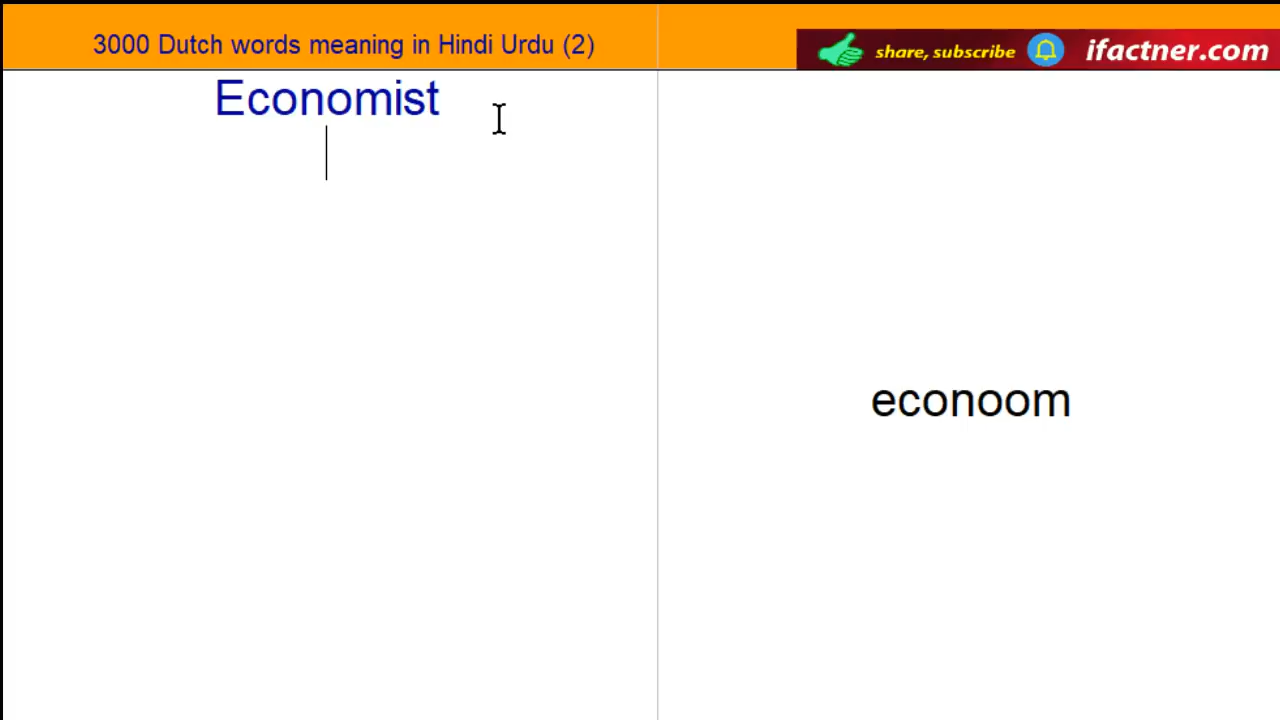 3000 Dutch words meaning in Hindi Urdu (2)
share, subscribe
ifactner.com
Economist
econoom